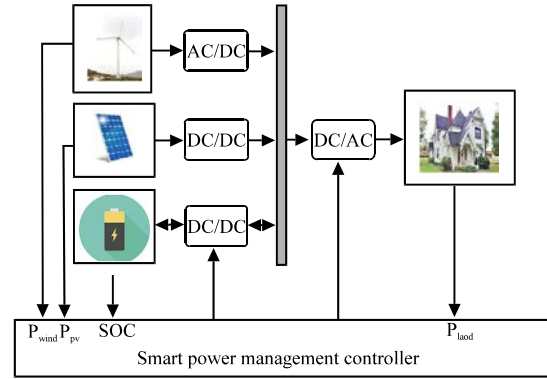 AC/DC
DC/DC
DC/AC
DC/DC
P_wind P_pv SOC P_laod
Smart power management controller